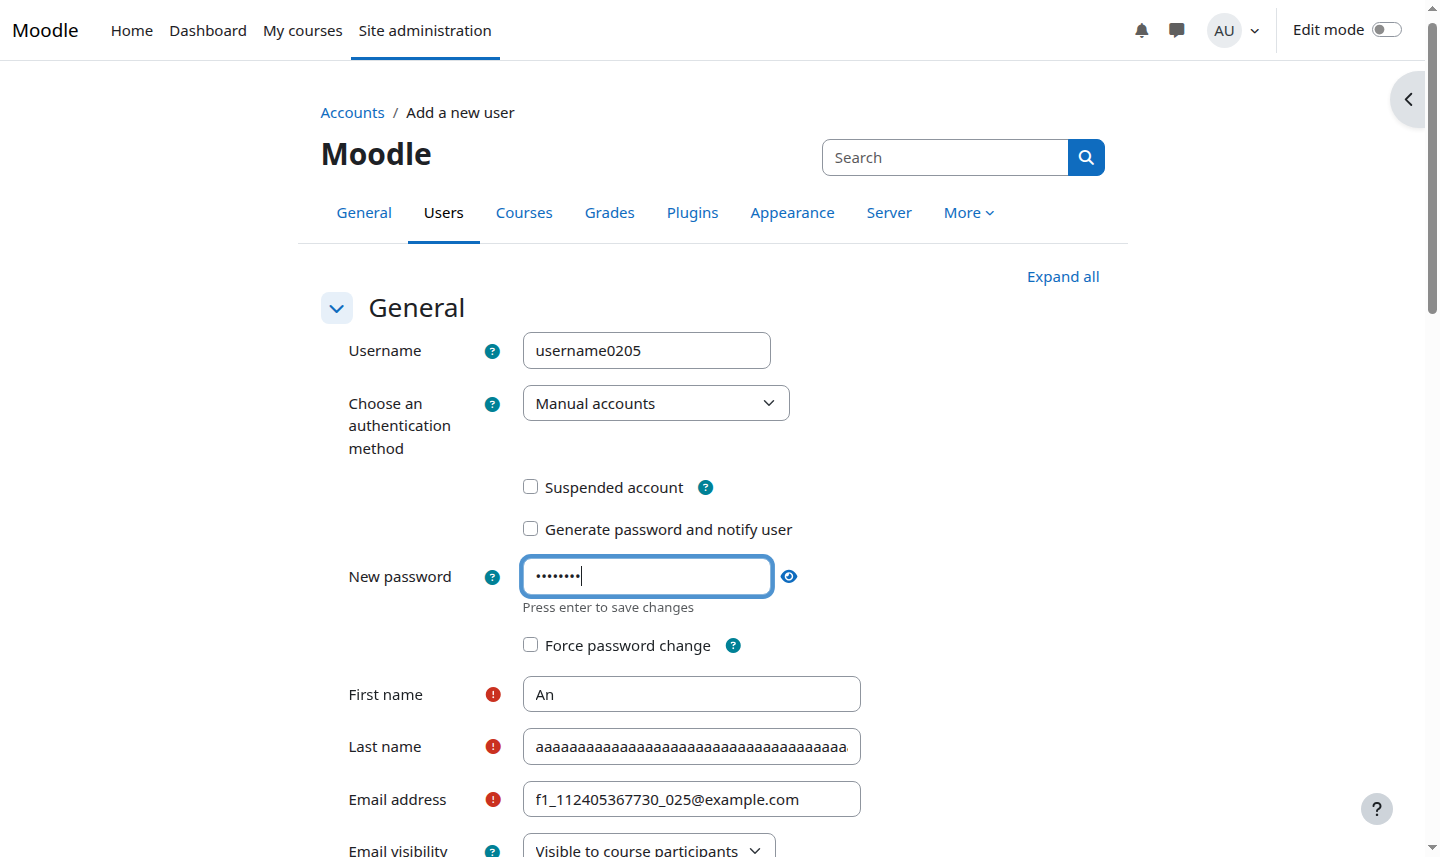 Moodle Home Dashboard My courses Site administration AU Edit mode
Accounts / Add a new user
Moodle
Search
General Users Courses Grades Plugins Appearance Server More
Expand all
General
Username ? username0205
Choose an authentication method ? Manual accounts
Suspended account ?
Generate password and notify user
New password ? ••••••••
Press enter to save changes
Force password change ?
First name ! An
Last name !
Email address ! f1_112405367730_025@example.com
Email visibility ? Visible to course participants
?